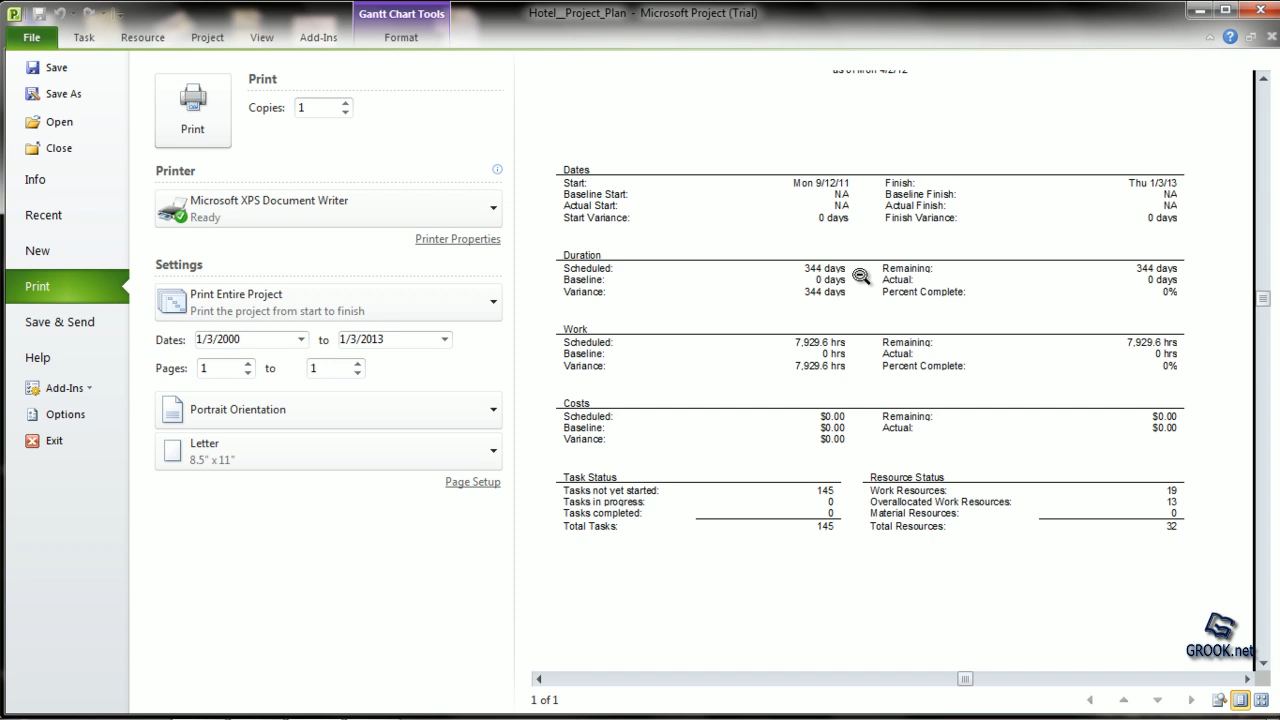 Gantt Chart Tools
Hotel__Project_Plan - Microsoft Project (Trial)
File Task Resource Project View Add-Ins Format
Save
Save As
Open
Close
Info
Recent
New
Print
Save & Send
Help
Add-Ins
Options
Exit
Print
Print
Copies: 1
Printer
Microsoft XPS Document Writer
Ready
Printer Properties
Settings
Print Entire Project
Print the project from start to finish
Dates: 1/3/2000 to 1/3/2013
Pages: 1 to 1
Portrait Orientation
Letter
8.5" x 11"
Page Setup
as of Mon 4/2/12
Dates
Start: Mon 9/12/11 Finish: Thu 1/3/13
Baseline Start: NA Baseline Finish: NA
Actual Start: NA Actual Finish: NA
Start Variance: 0 days Finish Variance: 0 days
Duration
Scheduled: 344 days Remaining: 344 days
Baseline: 0 days Actual: 0 days
Variance: 344 days Percent Complete: 0%
Work
Scheduled: 7,929.6 hrs Remaining: 7,929.6 hrs
Baseline: 0 hrs Actual: 0 hrs
Variance: 7,929.6 hrs Percent Complete: 0%
Costs
Scheduled: $0.00 Remaining: $0.00
Baseline: $0.00 Actual: $0.00
Variance: $0.00
Task Status Resource Status
Tasks not yet started: 145 Work Resources: 19
Tasks in progress: 0 Overallocated Work Resources: 13
Tasks completed: 0 Material Resources: 0
Total Tasks: 145 Total Resources: 32
GROOK.net
1 of 1